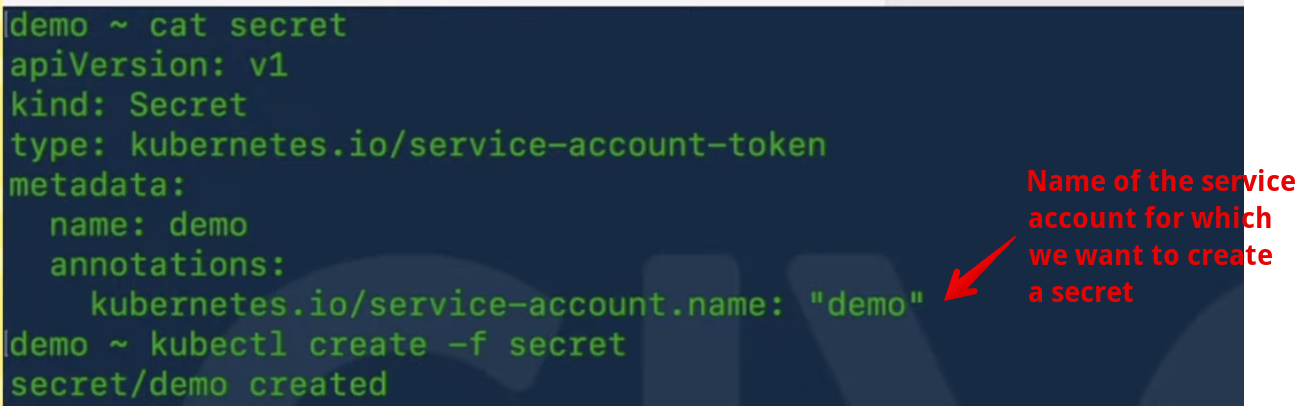 demo ~ cat secret
apiVersion: v1
kind: Secret
type: kubernetes.io/service-account-token
metadata:
  name: demo
  annotations:
    kubernetes.io/service-account.name: "demo"
demo ~ kubectl create -f secret
secret/demo created
Name of the service
account for which
we want to create
a secret